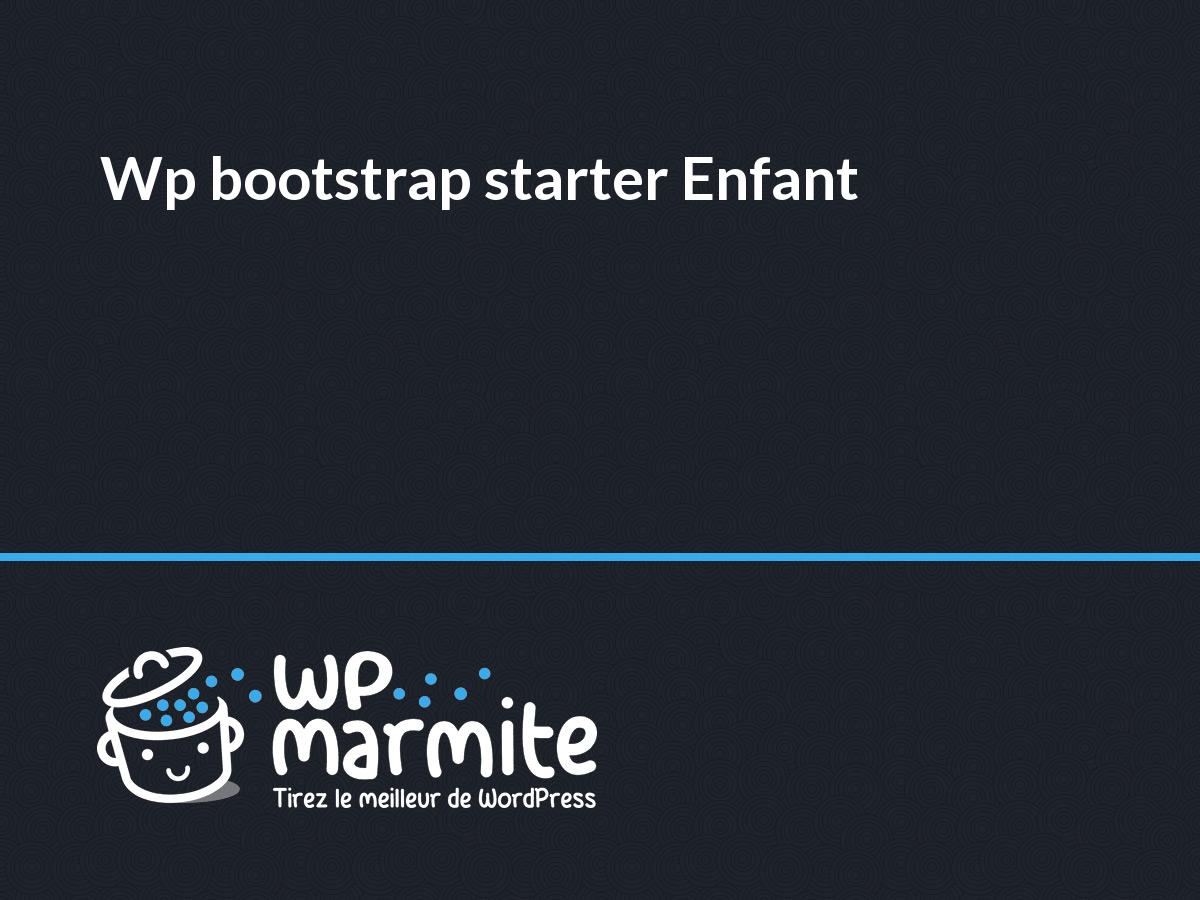 Wp bootstrap starter Enfant
WP
marmite
Tirez le meilleur de WordPress